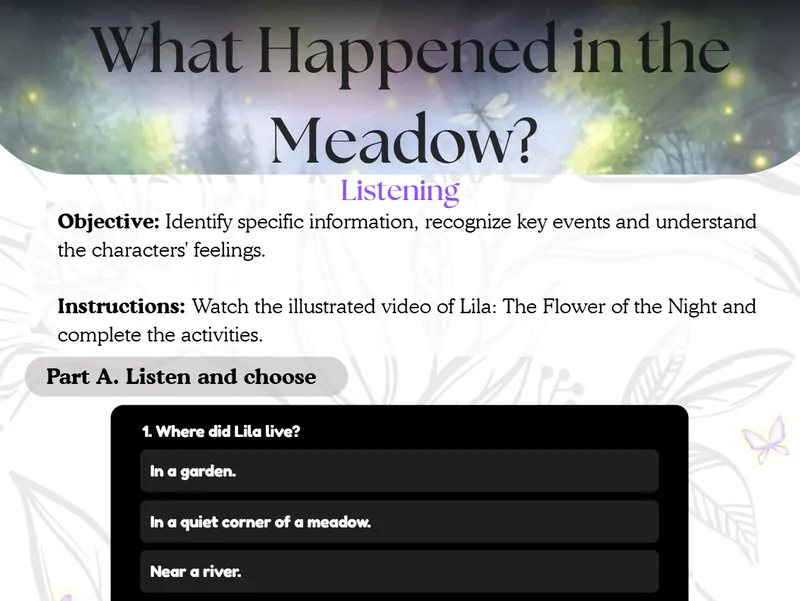 What Happened in the
Meadow?
Listening
Objective: Identify specific information, recognize key events and understand
the characters' feelings.
Instructions: Watch the illustrated video of Lila: The Flower of the Night and
complete the activities.
Part A. Listen and choose
1. Where did Lila live?
In a garden.
In a quiet corner of a meadow.
Near a river.